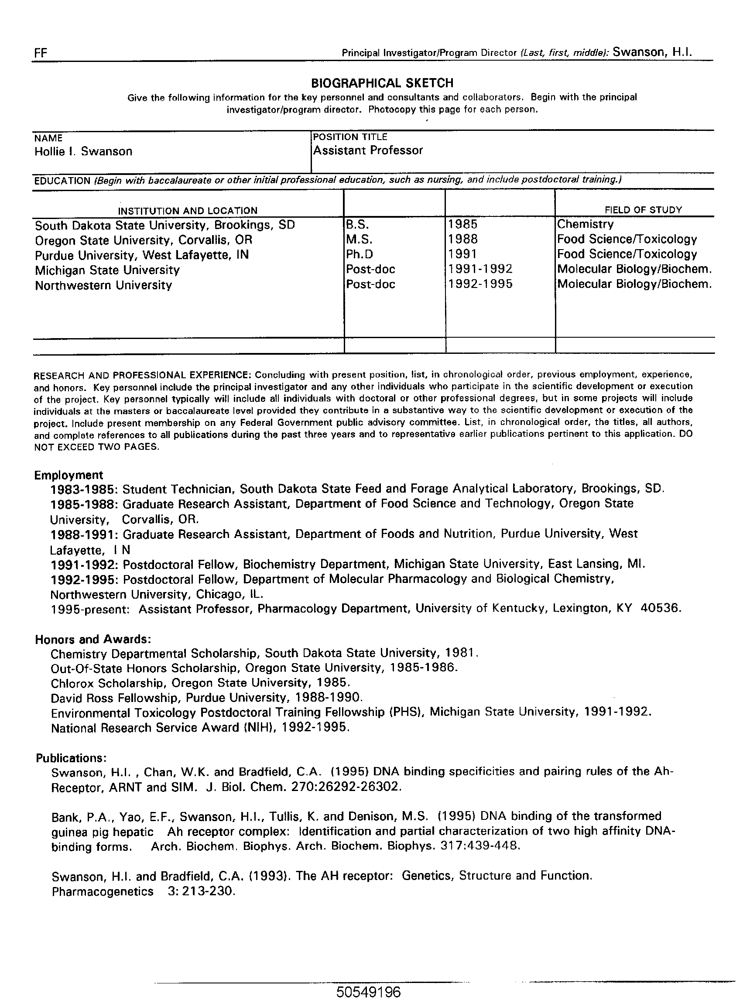 FF
Principal Investigator/Program Director (Last, first, middle): Swanson, H.I.
BIOGRAPHICAL SKETCH
Give the following information for the key personnel and consultants and collaborators. Begin with the principal
investigator/program director. Photocopy this page for each person.
NAME
Hollie I. Swanson
POSITION TITLE
Assistant Professor
EDUCATION (Begin with baccalaureate or other initial professional education, such as nursing, and include postdoctoral training.)
INSTITUTION AND LOCATION FIELD OF STUDY
South Dakota State University, Brookings, SD B.S. 1985 Chemistry
Oregon State University, Corvallis, OR M.S. 1988 Food Science/Toxicology
Purdue University, West Lafayette, IN Ph.D 1991 Food Science/Toxicology
Michigan State University Post-doc 1991-1992 Molecular Biology/Biochem.
Northwestern University Post-doc 1992-1995 Molecular Biology/Biochem.
RESEARCH AND PROFESSIONAL EXPERIENCE: Concluding with present position, list, in chronological order, previous employment, experience,
and honors. Key personnel include the principal investigator and any other individuals who participate in the scientific development or execution
of the project. Key personnel typically will include all individuals with doctoral or other professional degrees, but in some projects will include
individuals at the masters or baccalaureate level provided they contribute in a substantive way to the scientific development or execution of the
project. Include present membership on any Federal Government public advisory committee. List, in chronological order, the titles, all authors,
and complete references to all publications during the past three years and to representative earlier publications pertinent to this application. DO
NOT EXCEED TWO PAGES.
Employment
1983-1985: Student Technician, South Dakota State Feed and Forage Analytical Laboratory, Brookings, SD.
1985-1988: Graduate Research Assistant, Department of Food Science and Technology, Oregon State
University, Corvallis, OR.
1988-1991: Graduate Research Assistant, Department of Foods and Nutrition, Purdue University, West
Lafayette, I N
1991-1992: Postdoctoral Fellow, Biochemistry Department, Michigan State University, East Lansing, MI.
1992-1995: Postdoctoral Fellow, Department of Molecular Pharmacology and Biological Chemistry,
Northwestern University, Chicago, IL.
1995-present: Assistant Professor, Pharmacology Department, University of Kentucky, Lexington, KY 40536.
Honors and Awards:
Chemistry Departmental Scholarship, South Dakota State University, 1981.
Out-Of-State Honors Scholarship, Oregon State University, 1985-1986.
Chlorox Scholarship, Oregon State University, 1985.
David Ross Fellowship, Purdue University, 1988-1990.
Environmental Toxicology Postdoctoral Training Fellowship (PHS), Michigan State University, 1991-1992.
National Research Service Award (NIH), 1992-1995.
Publications:
Swanson, H.I. , Chan, W.K. and Bradfield, C.A. (1995) DNA binding specificities and pairing rules of the Ah-
Receptor, ARNT and SIM. J. Biol. Chem. 270:26292-26302.
Bank, P.A., Yao, E.F., Swanson, H.I., Tullis, K. and Denison, M.S. (1995) DNA binding of the transformed
guinea pig hepatic Ah receptor complex: Identification and partial characterization of two high affinity DNA-
binding forms. Arch. Biochem. Biophys. Arch. Biochem. Biophys. 317:439-448.
Swanson, H.I. and Bradfield, C.A. (1993). The AH receptor: Genetics, Structure and Function.
Pharmacogenetics 3: 213-230.
50549196